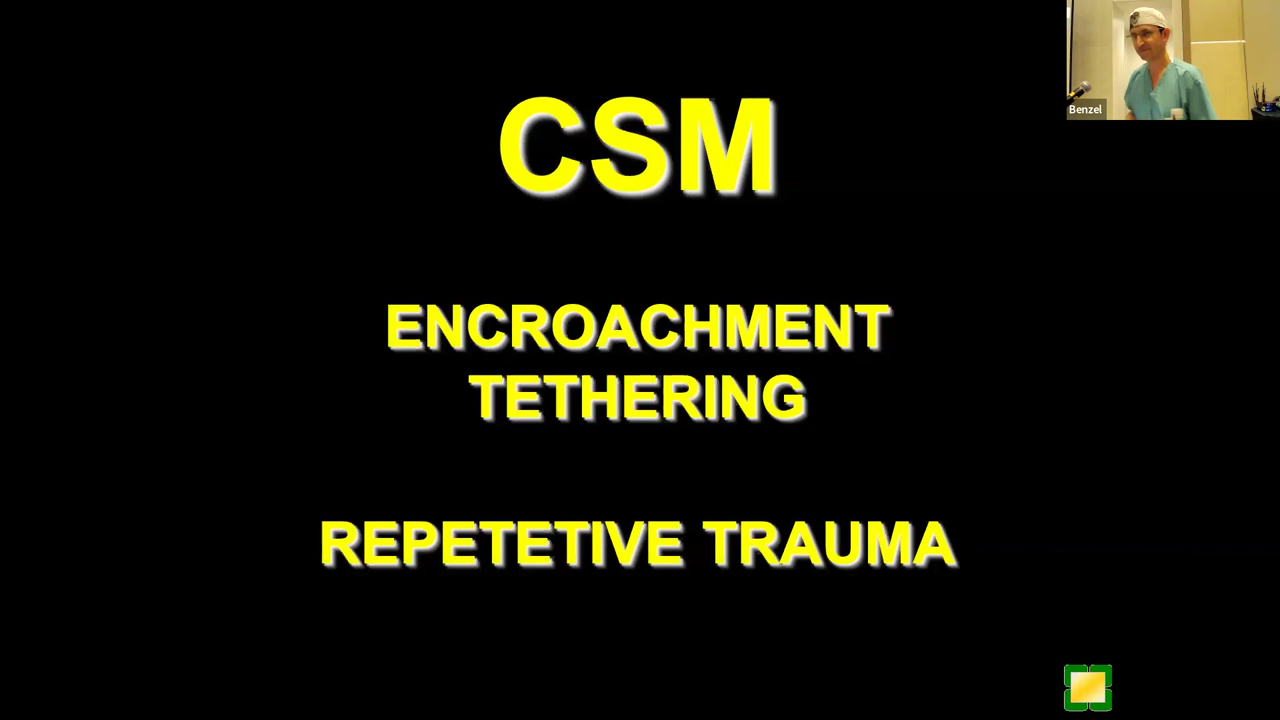 CSM
Benzel
ENCROACHMENT
TETHERING
REPETETIVE TRAUMA